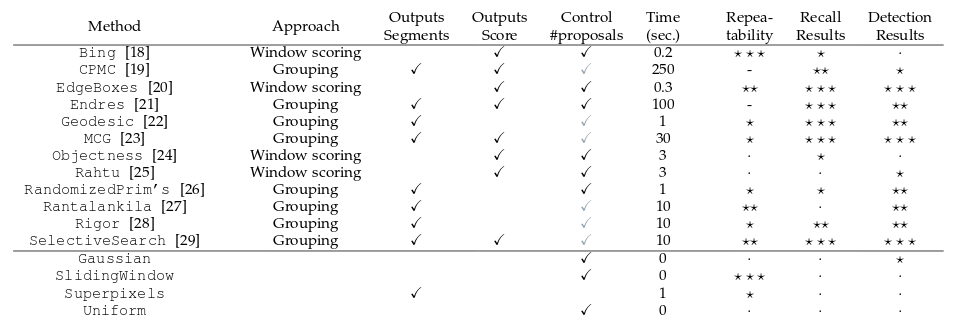 Method Approach Outputs Segments Outputs Score Control #proposals Time (sec.) Repea-tability Recall Results Detection Results
Bing [18] Window scoring ✓ ✓ 0.2 ⋆⋆⋆ ⋆ ·
CPMC [19] Grouping ✓ ✓ ✓ 250 - ⋆⋆ ⋆
EdgeBoxes [20] Window scoring ✓ ✓ 0.3 ⋆⋆ ⋆⋆⋆ ⋆⋆⋆
Endres [21] Grouping ✓ ✓ ✓ 100 - ⋆⋆⋆ ⋆⋆
Geodesic [22] Grouping ✓ ✓ 1 ⋆ ⋆⋆⋆ ⋆⋆
MCG [23] Grouping ✓ ✓ ✓ 30 ⋆ ⋆⋆⋆ ⋆⋆⋆
Objectness [24] Window scoring ✓ ✓ 3 · ⋆ ·
Rahtu [25] Window scoring ✓ ✓ 3 · · ⋆
RandomizedPrim's [26] Grouping ✓ ✓ 1 ⋆ ⋆ ⋆⋆
Rantalankila [27] Grouping ✓ ✓ 10 ⋆⋆ · ⋆⋆
Rigor [28] Grouping ✓ ✓ 10 ⋆ ⋆⋆ ⋆⋆
SelectiveSearch [29] Grouping ✓ ✓ ✓ 10 ⋆⋆ ⋆⋆⋆ ⋆⋆⋆
Gaussian ✓ 0 · · ⋆
SlidingWindow ✓ 0 ⋆⋆⋆ · ·
Superpixels ✓ 1 ⋆ · ·
Uniform ✓ 0 · · ·